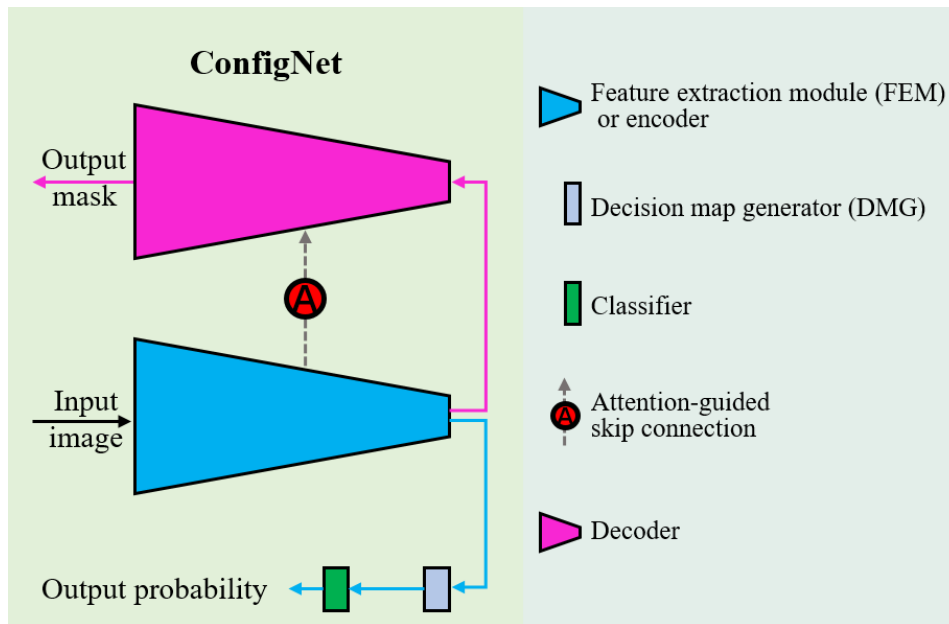 ConfigNet
Output
mask
A
Input
image
Output probability
Feature extraction module (FEM)
or encoder
Decision map generator (DMG)
Classifier
A
Attention-guided
skip connection
Decoder